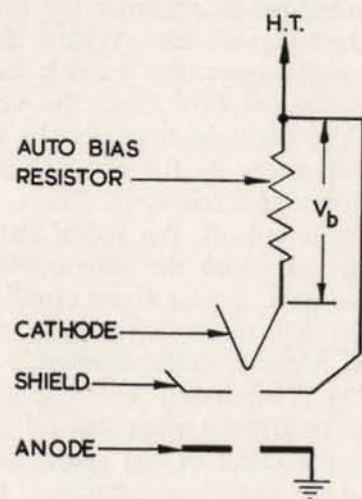 H.T.
AUTO BIAS
RESISTOR
Vb
CATHODE
SHIELD
ANODE